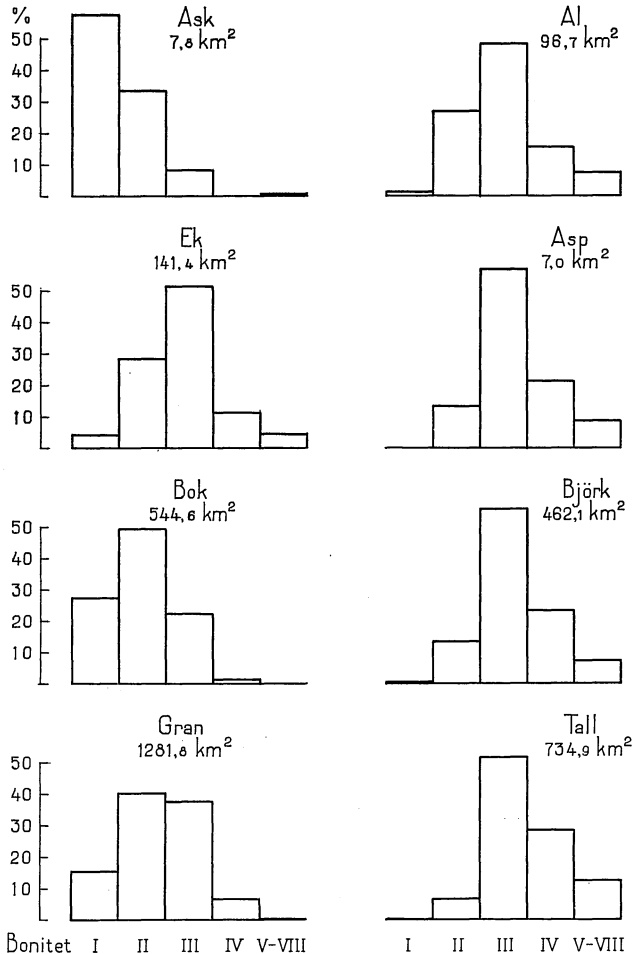 %
Ask
7,8 km²
50
40
30
20
10
Al
96,7 km²
Ek
141,4 km²
50
40
30
20
10
Asp
7,0 km²
Bok
544,6 km²
50
40
30
20
10
Björk
462,1 km²
Gran
1281,8 km²
50
40
30
20
10
Tall
734,9 km²
Bonitet I II III IV V-VIII I II III IV V-VIII